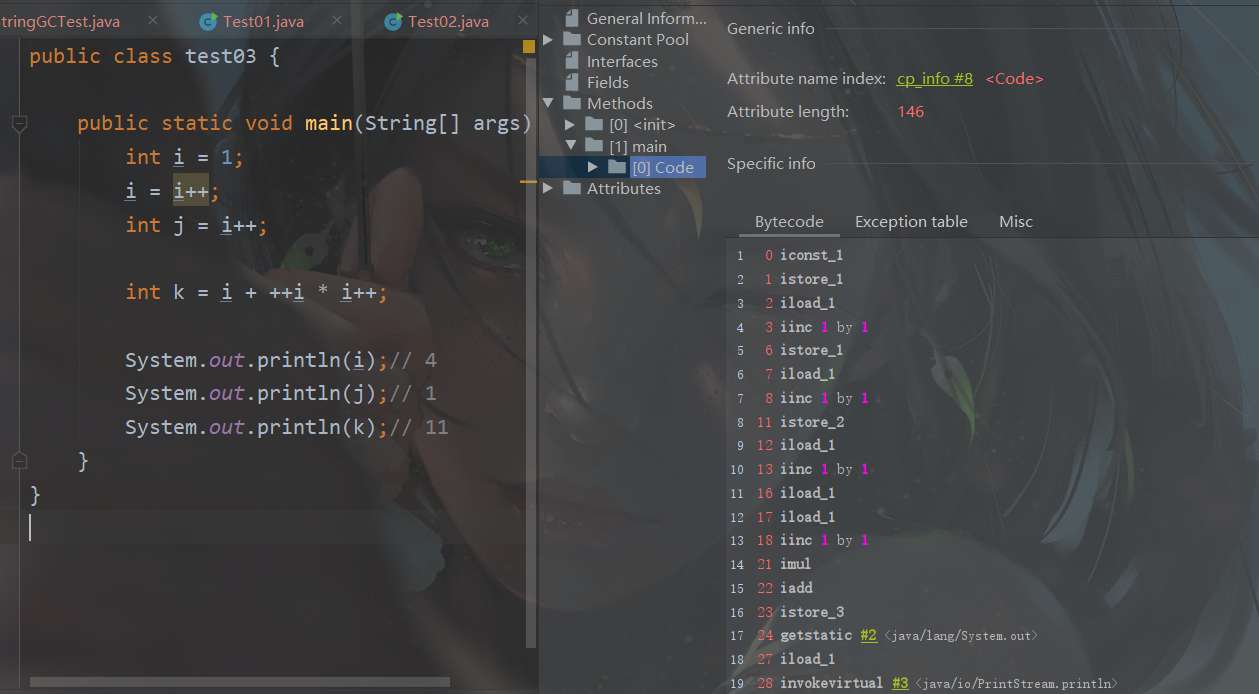 tringGCTest.java × Test01.java × Test02.java ×
public class test03 {
public static void main(String[] args)
int i = 1;
i = i++;
int j = i++;
int k = i + ++i * i++;
System.out.println(i);// 4
System.out.println(j);// 1
System.out.println(k);// 11
}
}
General Inform...
Constant Pool
Interfaces
Fields
Methods
[0] <init>
[1] main
[0] Code
Attributes
Generic info
Attribute name index: cp_info #8 <Code>
Attribute length: 146
Specific info
Bytecode Exception table Misc
1 0 iconst_1
2 1 istore_1
3 2 iload_1
4 3 iinc 1 by 1
5 6 istore_1
6 7 iload_1
7 8 iinc 1 by 1
8 11 istore_2
9 12 iload_1
10 13 iinc 1 by 1
11 16 iload_1
12 17 iload_1
13 18 iinc 1 by 1
14 21 imul
15 22 iadd
16 23 istore_3
17 24 getstatic #2 <java/lang/System.out>
18 27 iload_1
19 28 invokevirtual #3 <java/io/PrintStream.println>